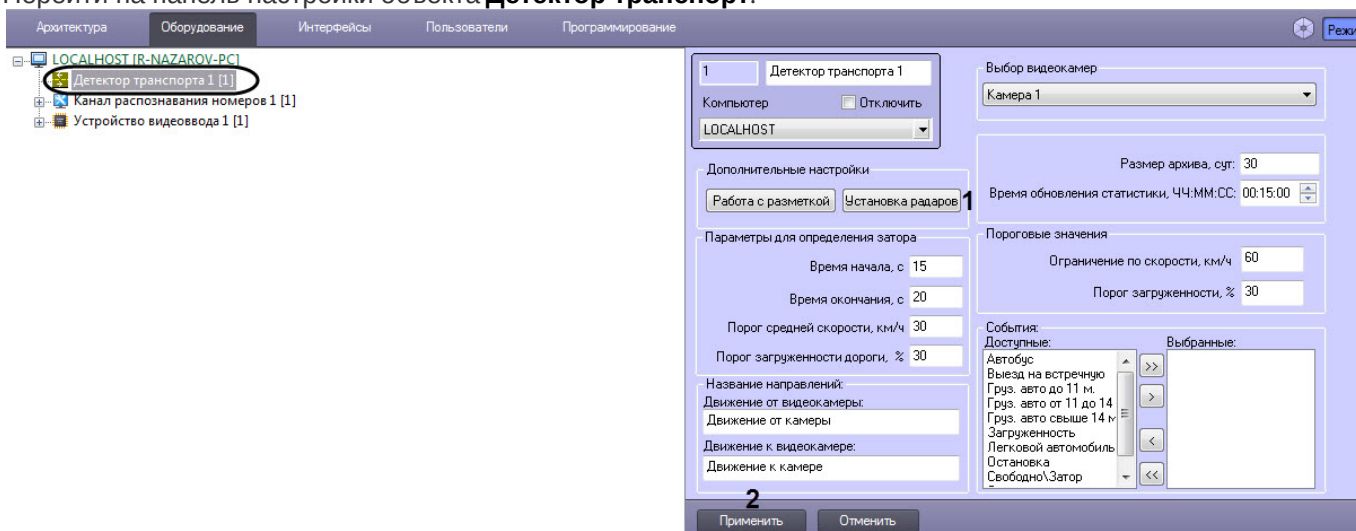 Перейти на панель настройки объекта Детектор транспорт.
Архитектура Оборудование Интерфейсы Пользователи Программирование Режи
LOCALHOST [R-NAZAROV-PC]
Детектор транспорта 1 [1]
Канал распознавания номеров 1 [1]
Устройство видеоввода 1 [1]
1 Детектор транспорта 1
Компьютер Отключить
LOCALHOST
Дополнительные настройки
Работа с разметкой Установка радаров 1
Параметры для определения затора
Время начала, с 15
Время окончания, с 20
Порог средней скорости, км/ч 30
Порог загруженности дороги, % 30
Название направлений:
Движение от видеокамеры:
Движение от камеры
Движение к видеокамере:
Движение к камере
Выбор видеокамер
Камера 1
Размер архива, сут: 30
Время обновления статистики, ЧЧ:ММ:СС: 00:15:00
Пороговые значения
Ограничение по скорости, км/ч 60
Порог загруженности, % 30
События:
Доступные: Выбранные:
Автобус
Выезд на встречную
Груз. авто до 11 м.
Груз. авто от 11 до 14
Груз. авто свыше 14 м
Загруженность
Легковой автомобиль
Остановка
Свободно\Затор
>>
>
<
<<
2
Применить Отменить